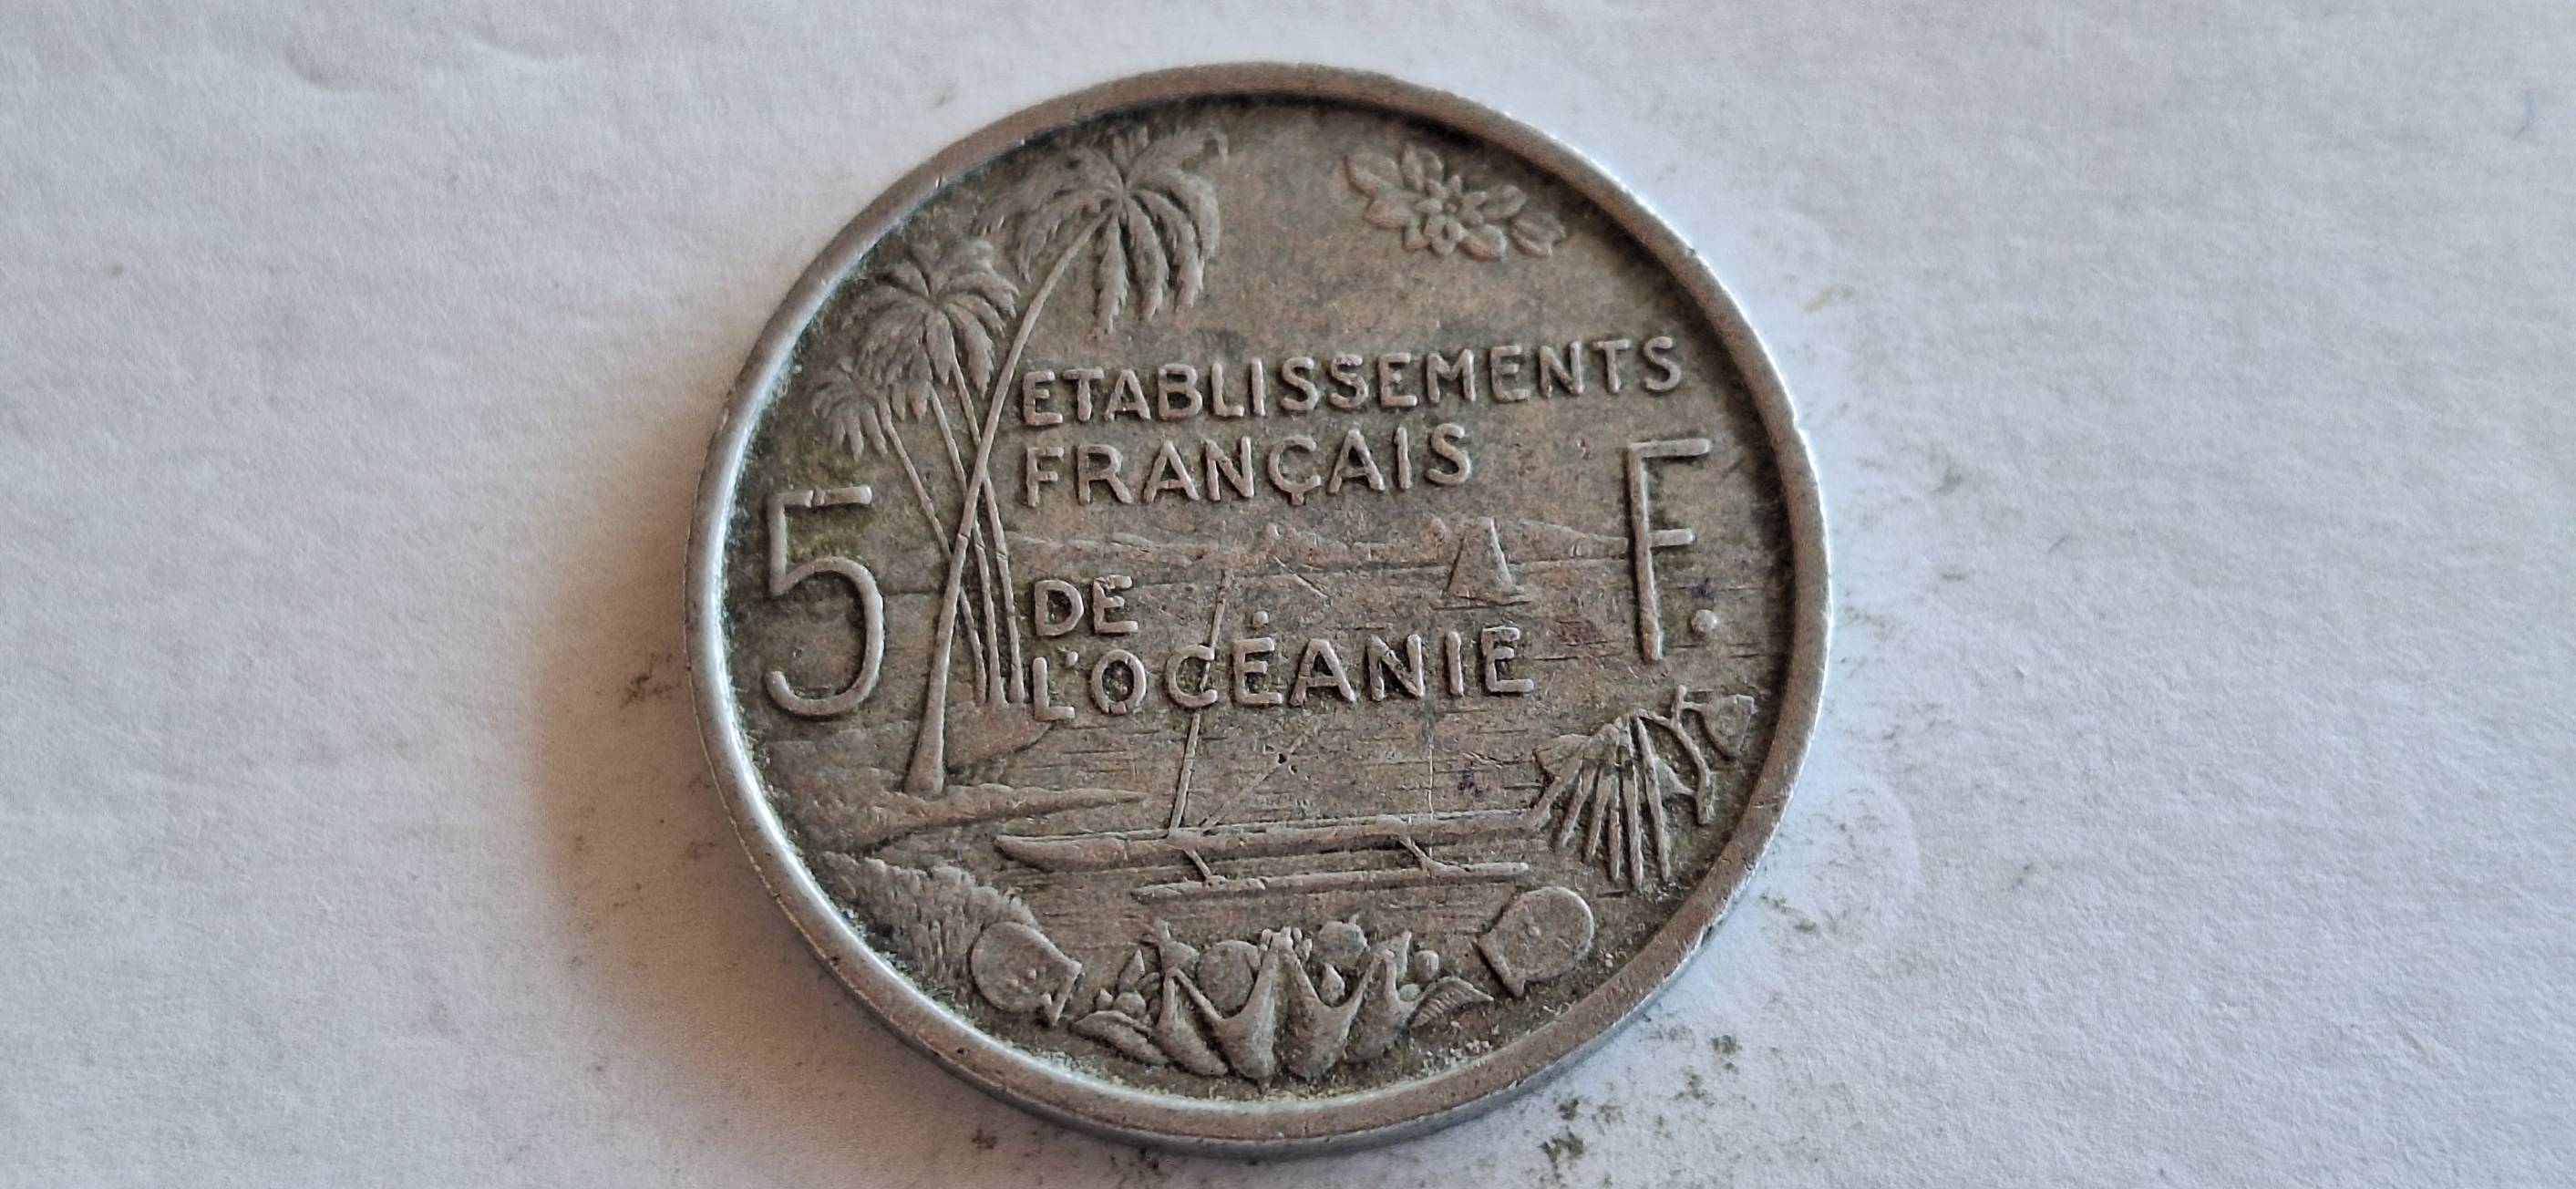 ETABLISSEMENTS
FRANÇAIS
5 F.
DE
L'OCÉANIE